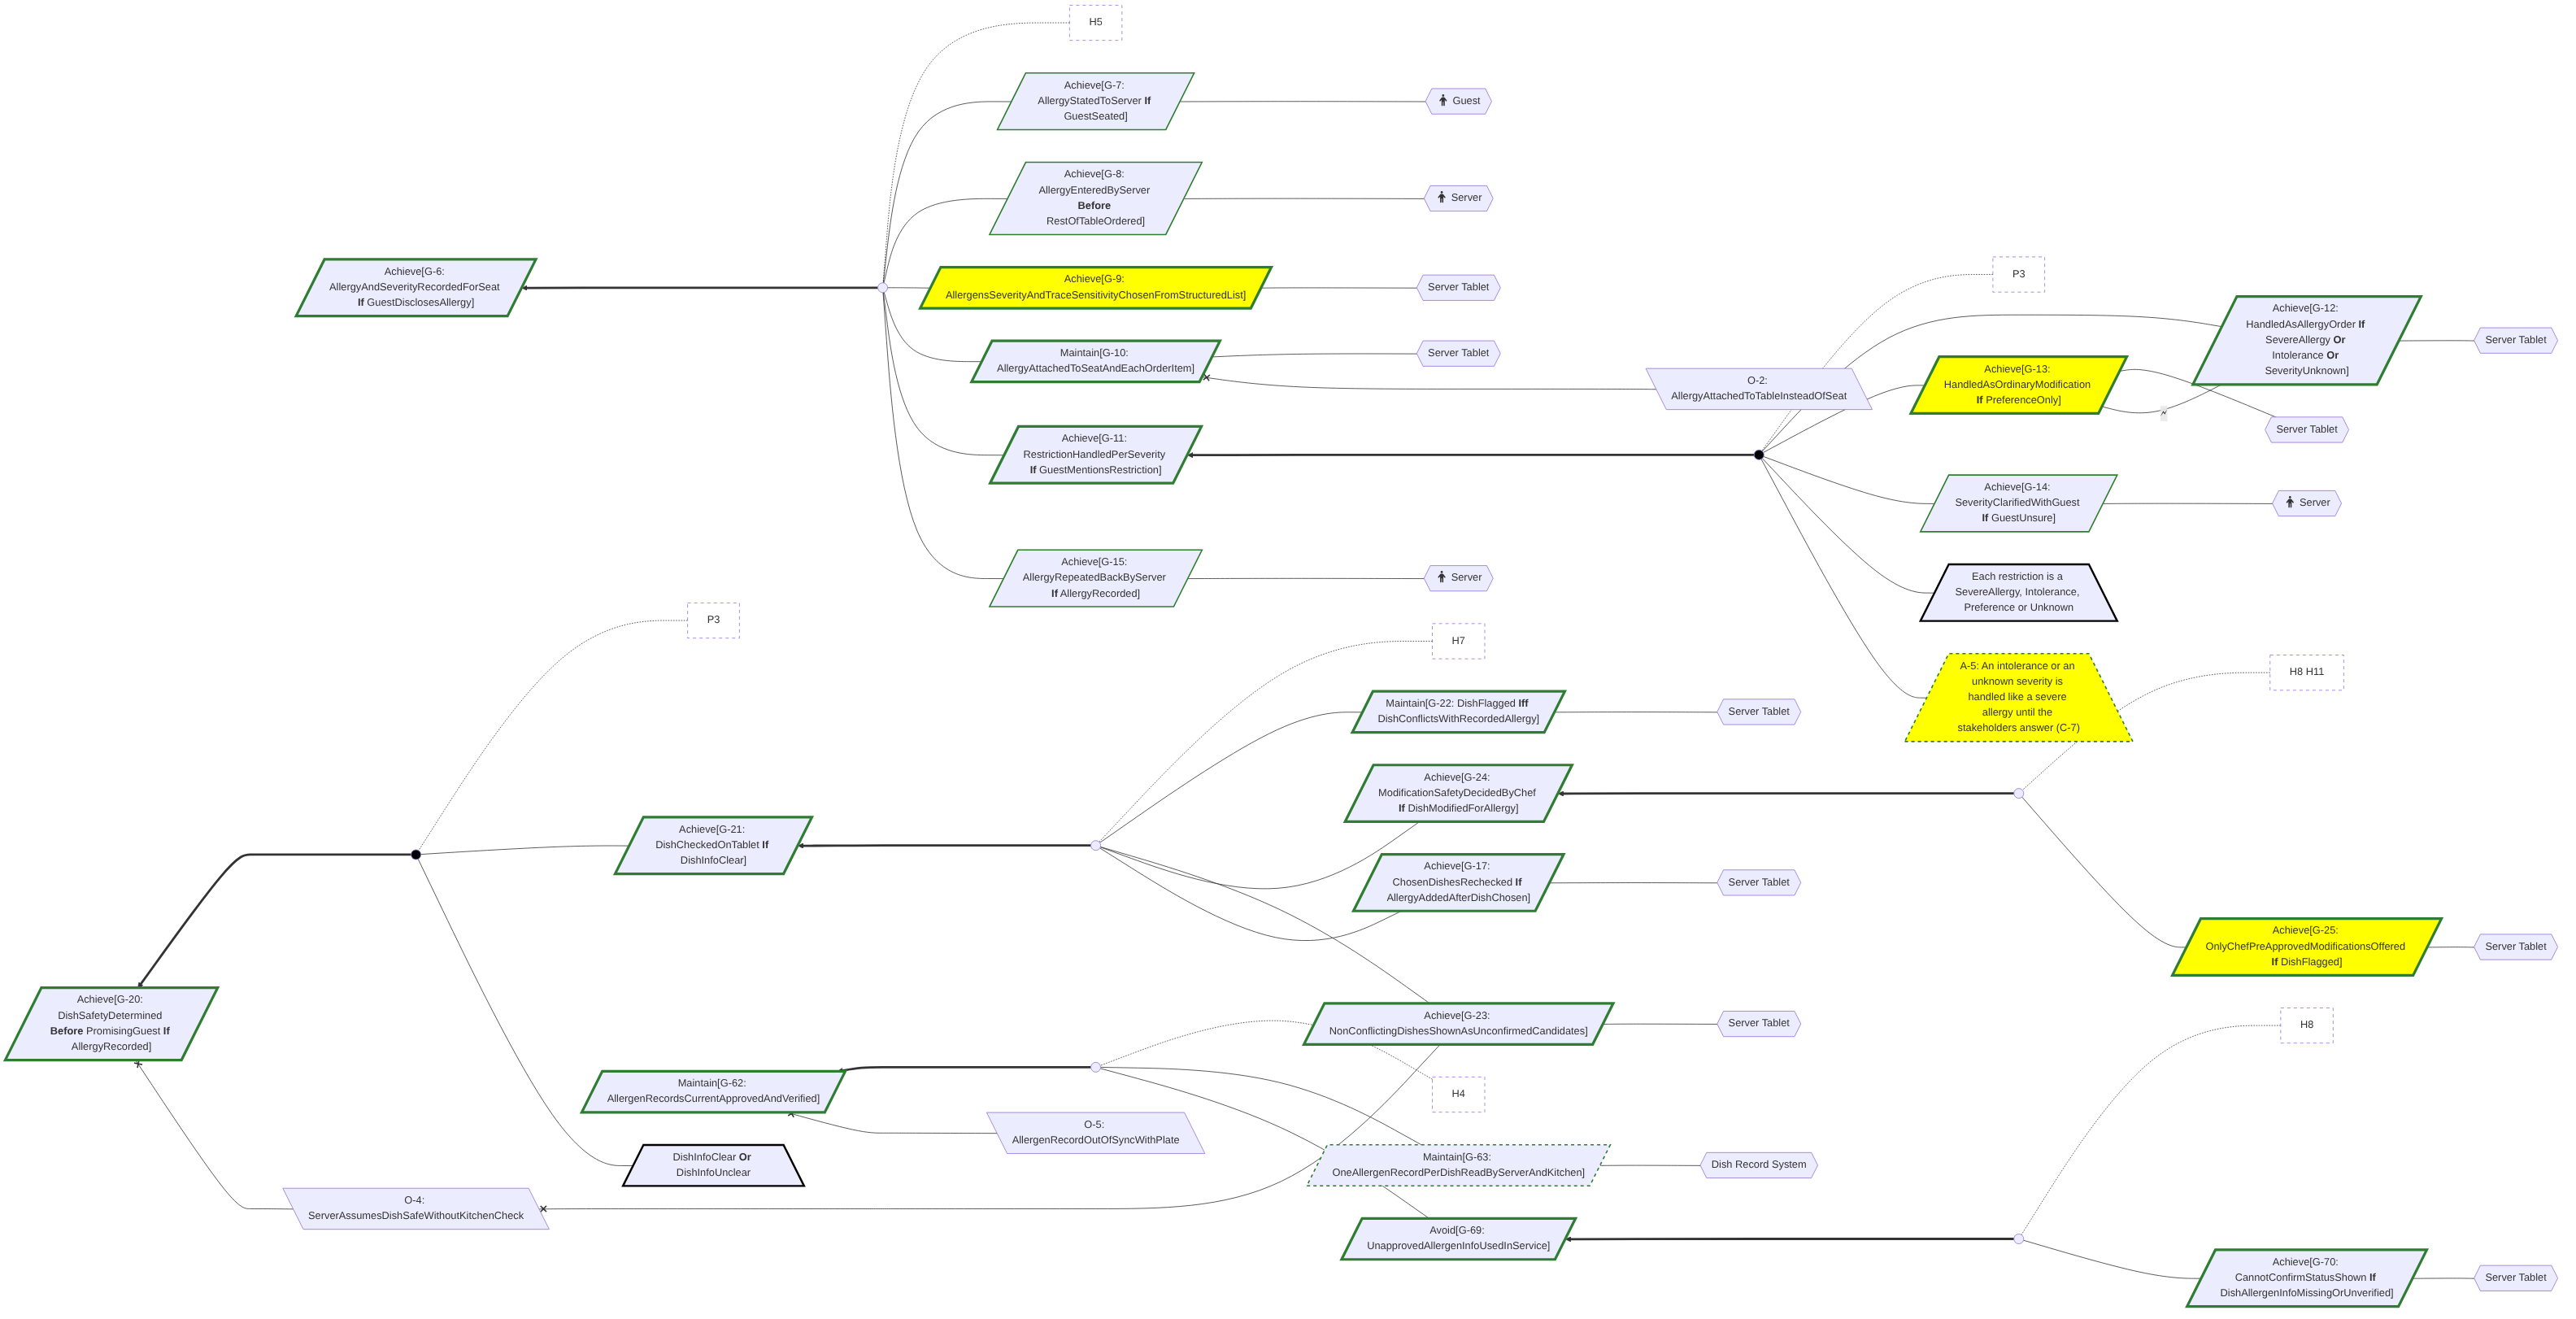 H5
Achieve[G-7:
AllergyStatedToServer If
GuestSeated]
Guest
Achieve[G-8:
AllergyEnteredByServer
Before
RestOfTableOrdered]
Server
Achieve[G-6:
AllergyAndSeverityRecordedForSeat
If GuestDisclosesAllergy]
Achieve[G-9:
AllergensSeverityAndTraceSensitivityChosenFromStructuredList]
Server Tablet
Maintain[G-10:
AllergyAttachedToSeatAndEachOrderItem]
Server Tablet
O-2:
AllergyAttachedToTableInsteadOfSeat
P3
Achieve[G-12:
HandledAsAllergyOrder If
SevereAllergy Or
Intolerance Or
SeverityUnknown]
Server Tablet
Achieve[G-13:
HandledAsOrdinaryModification
If PreferenceOnly]
Server Tablet
Achieve[G-11:
RestrictionHandledPerSeverity
If GuestMentionsRestriction]
Achieve[G-14:
SeverityClarifiedWithGuest
If GuestUnsure]
Server
Achieve[G-15:
AllergyRepeatedBackByServer
If AllergyRecorded]
Server
Each restriction is a
SevereAllergy, Intolerance,
Preference or Unknown
P3
H7
A-5: An intolerance or an
unknown severity is
handled like a severe
allergy until the
stakeholders answer (C-7)
H8 H11
Maintain[G-22: DishFlagged Iff
DishConflictsWithRecordedAllergy]
Server Tablet
Achieve[G-24:
ModificationSafetyDecidedByChef
If DishModifiedForAllergy]
Achieve[G-21:
DishCheckedOnTablet If
DishInfoClear]
Achieve[G-17:
ChosenDishesRechecked If
AllergyAddedAfterDishChosen]
Server Tablet
Achieve[G-25:
OnlyChefPreApprovedModificationsOffered
If DishFlagged]
Server Tablet
Achieve[G-20:
DishSafetyDetermined
Before PromisingGuest If
AllergyRecorded]
Achieve[G-23:
NonConflictingDishesShownAsUnconfirmedCandidates]
Server Tablet
H8
Maintain[G-62:
AllergenRecordsCurrentApprovedAndVerified]
H4
O-5:
AllergenRecordOutOfSyncWithPlate
DishInfoClear Or
DishInfoUnclear
Maintain[G-63:
OneAllergenRecordPerDishReadByServerAndKitchen]
Dish Record System
O-4:
ServerAssumesDishSafeWithoutKitchenCheck
Avoid[G-69:
UnapprovedAllergenInfoUsedInService]
Achieve[G-70:
CannotConfirmStatusShown If
DishAllergenInfoMissingOrUnverified]
Server Tablet